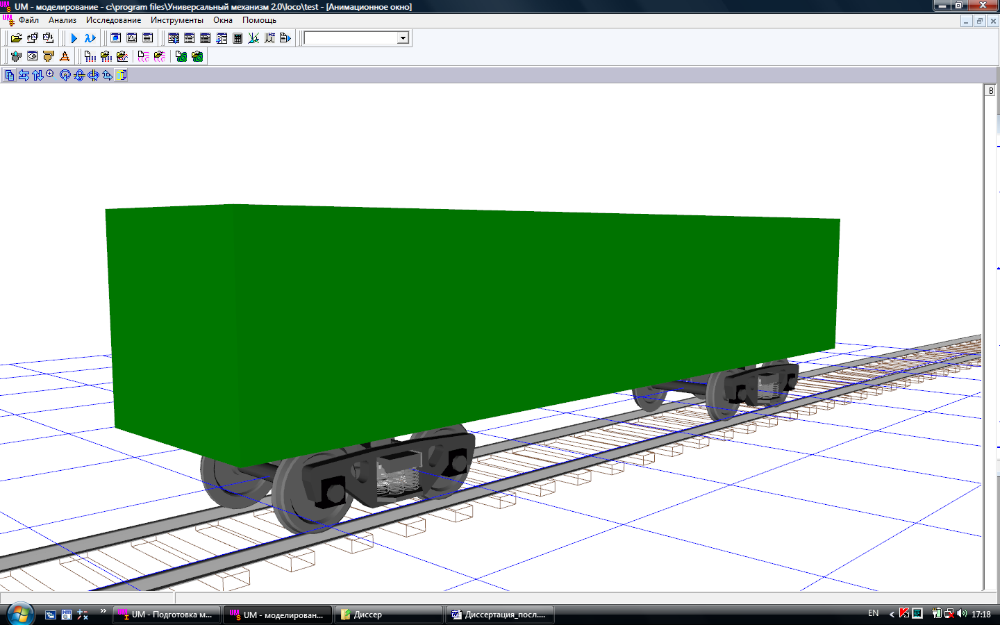 UM - моделирование - c:\program files\Универсальный механизм 2.0\loco\test - [Анимационное окно]
Файл Анализ Исследование Инструменты Окна Помощь
В
UM - Подготовка м...
UM - моделирован...
Диссер
Диссертация_посл....
EN
17:18